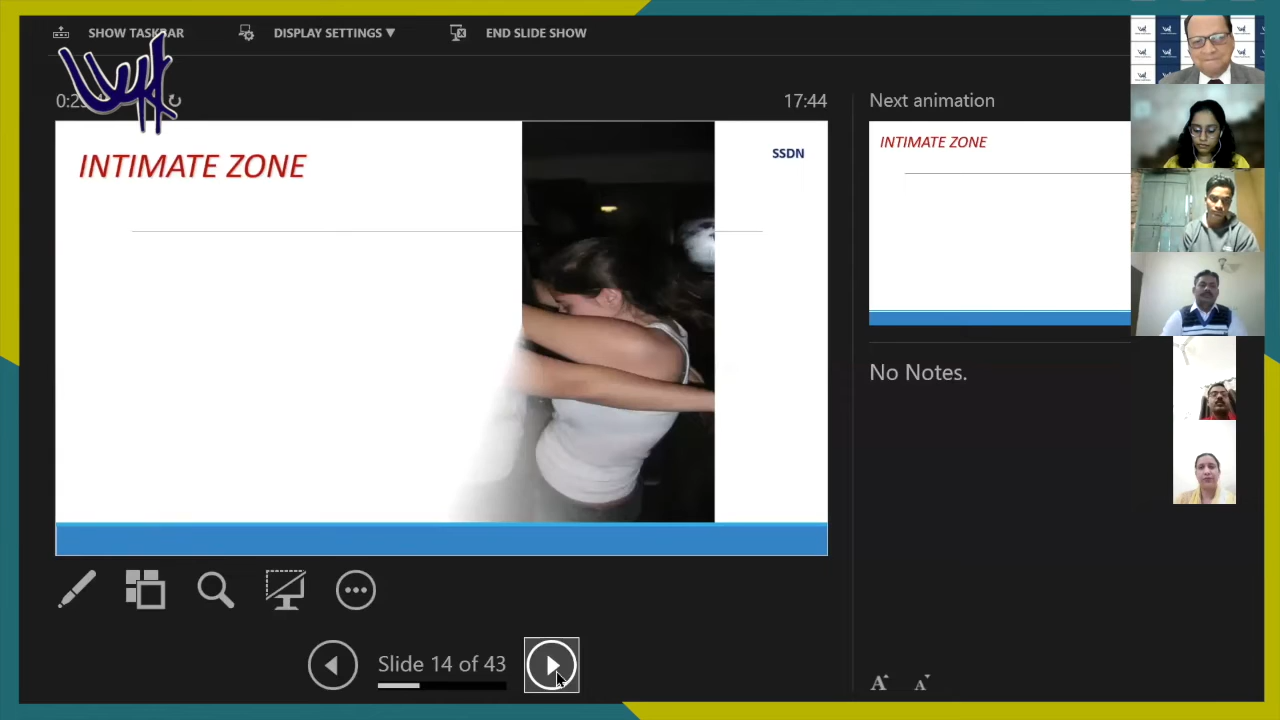 SHOW TASKBAR
DISPLAY SETTINGS ▼
END SLIDE SHOW
17:44
Next animation
INTIMATE ZONE
SSDN
INTIMATE ZONE
No Notes.
Slide 14 of 43
A A